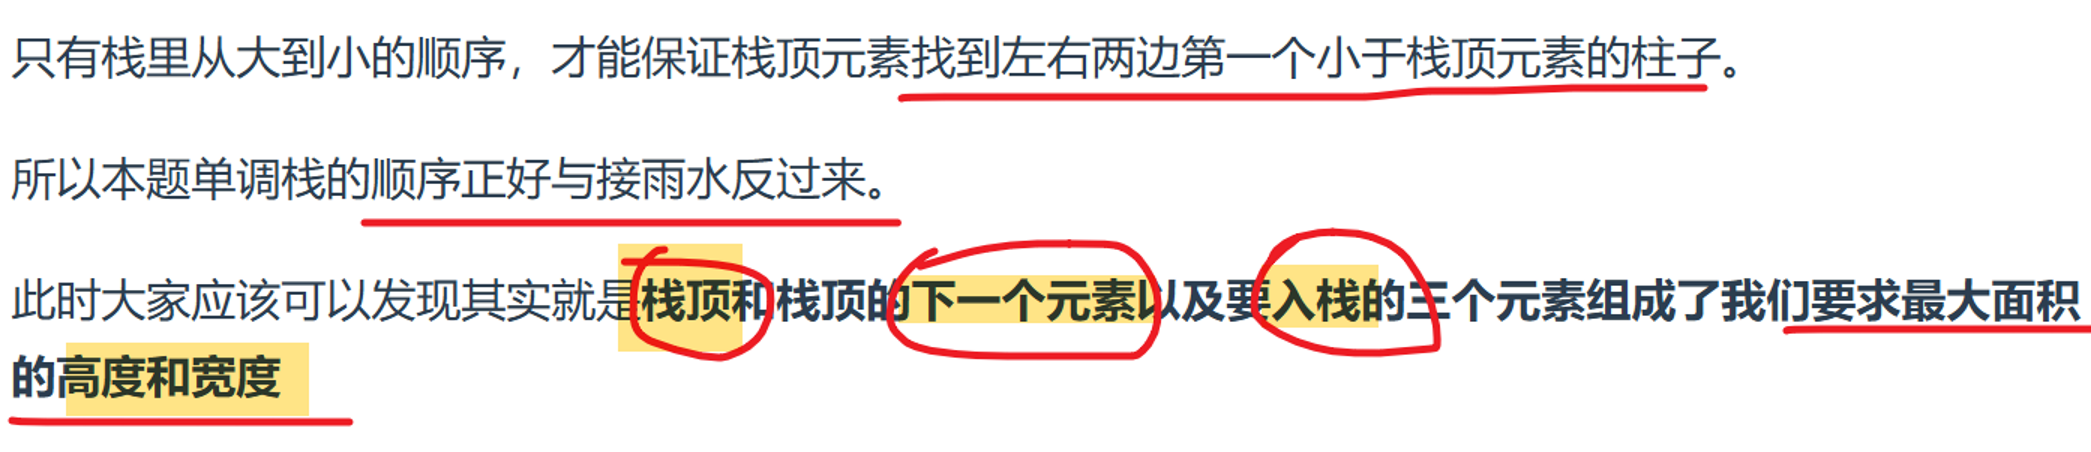 只有栈里从大到小的顺序，才能保证栈顶元素找到左右两边第一个小于栈顶元素的柱子。
所以本题单调栈的顺序正好与接雨水反过来。
此时大家应该可以发现其实就是栈顶和栈顶的下一个元素以及要入栈的三个元素组成了我们要求最大面积
的高度和宽度